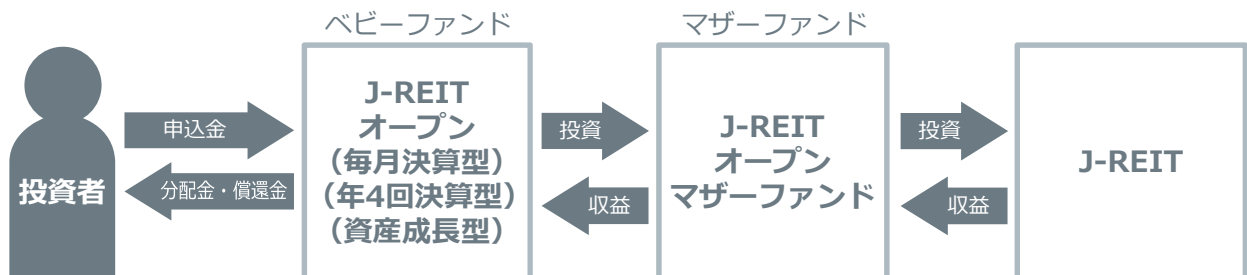 ベビーファンド
マザーファンド
投資者
申込金
分配金・償還金
J-REIT
オープン
（毎月決算型）
（年4回決算型）
（資産成長型）
投資
収益
J-REIT
オープン
マザーファンド
投資
収益
J-REIT